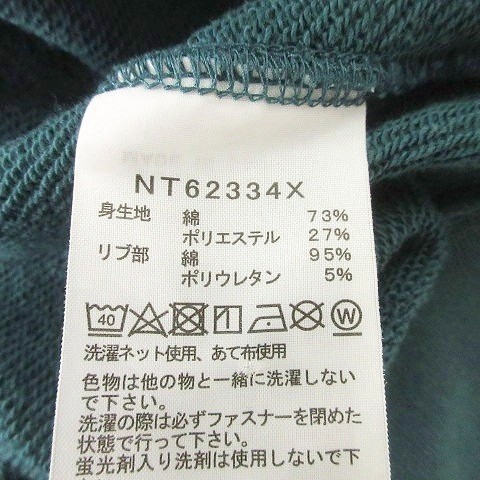 NT62334X
身生地 綿 73%
ポリエステル 27%
リブ部 綿 95%
ポリウレタン 5%
40 W
洗濯ネット使用、あて布使用
色物は他の物と一緒に洗濯しない
で下さい。
洗濯の際は必ずファスナーを閉めた
状態で行って下さい。
蛍光剤入り洗剤は使用しないで下